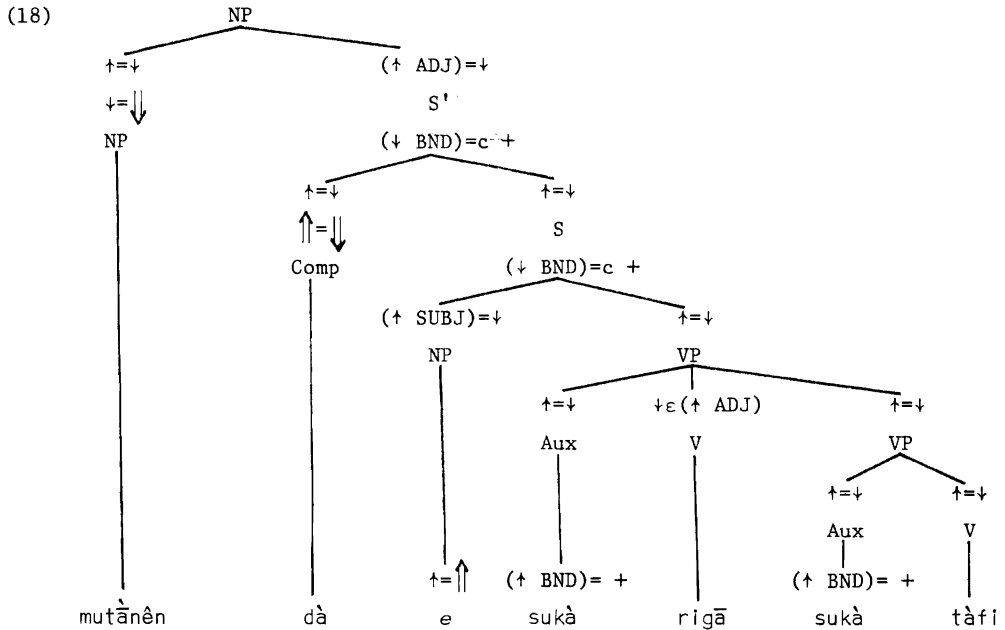 (18) NP
↑=↓ (↑ ADJ)=↓
↓=⇓ S'
NP (↓ BND)=c +
↑=↓ ↑=↓
⇑=⇓ S
Comp (↓ BND)=c +
(↑ SUBJ)=↓ ↑=↓
NP VP
↑=↓ ↓ε(↑ ADJ) ↑=↓
Aux V VP
↑=↓ ↑=↓
Aux V
↑=⇑ (↑ BND)= + (↑ BND)= +
mutā̀nên dà e sukà rigā sukà tàfi